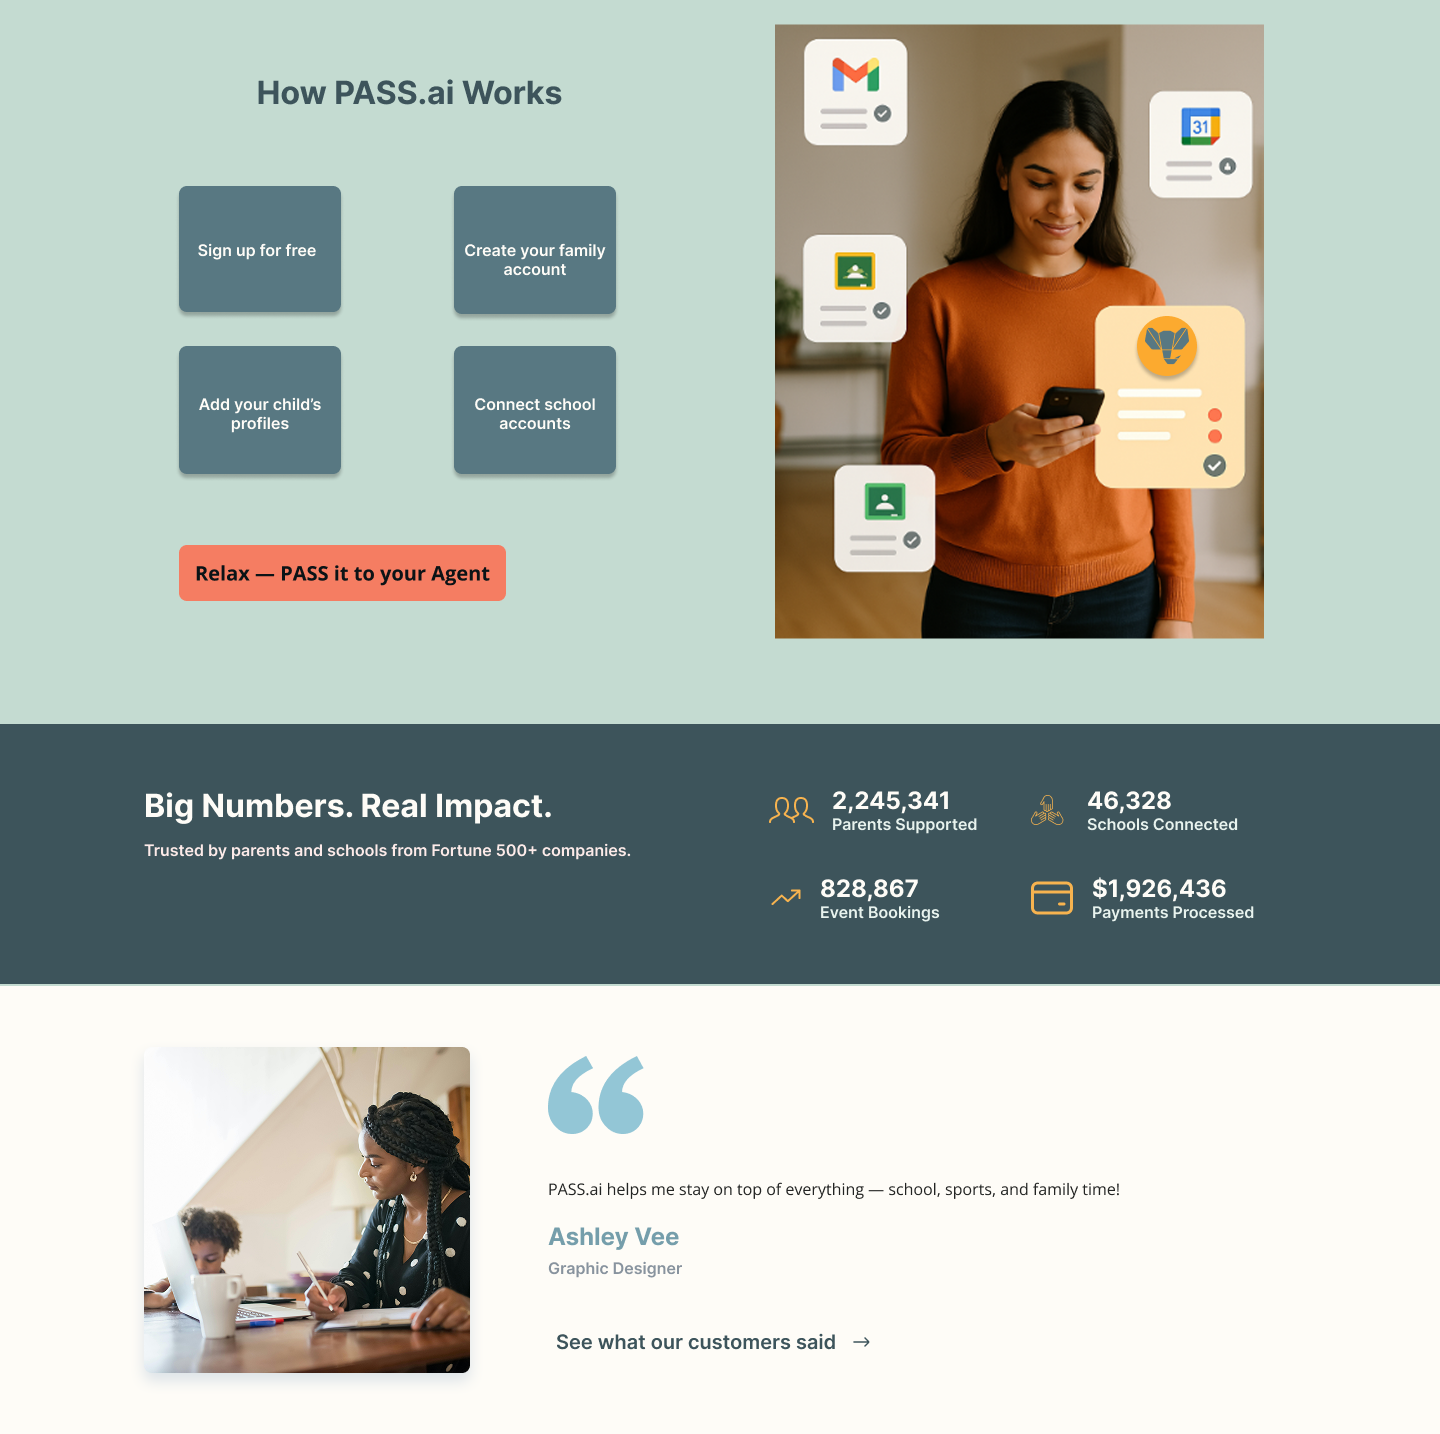 How PASS.ai Works
Sign up for free
Create your family
account
Add your child's
profiles
Connect school
accounts
Relax — PASS it to your Agent
31
Big Numbers. Real Impact.
Trusted by parents and schools from Fortune 500+ companies.
2,245,341
Parents Supported
46,328
Schools Connected
828,867
Event Bookings
$1,926,436
Payments Processed
“
PASS.ai helps me stay on top of everything — school, sports, and family time!
Ashley Vee
Graphic Designer
See what our customers said →